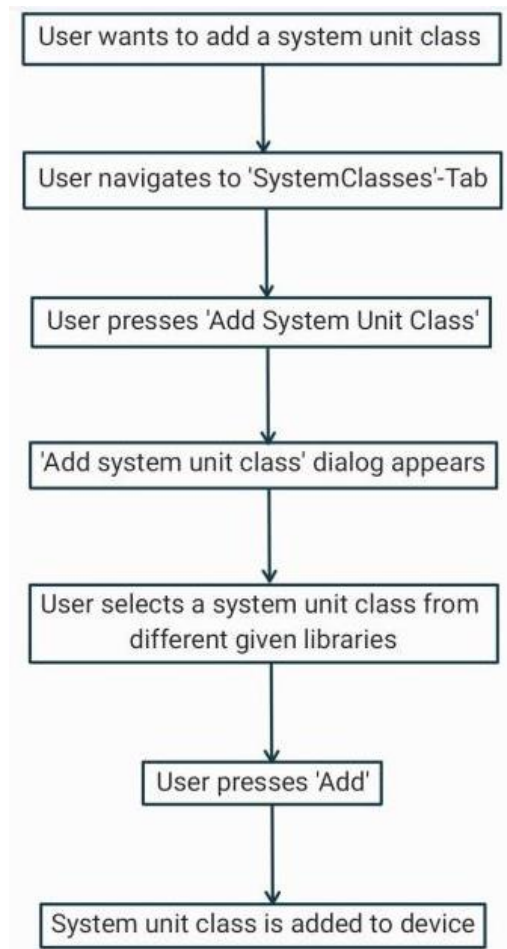 User wants to add a system unit class
User navigates to 'SystemClasses'-Tab
User presses 'Add System Unit Class'
'Add system unit class' dialog appears
User selects a system unit class from
different given libraries
User presses 'Add'
System unit class is added to device